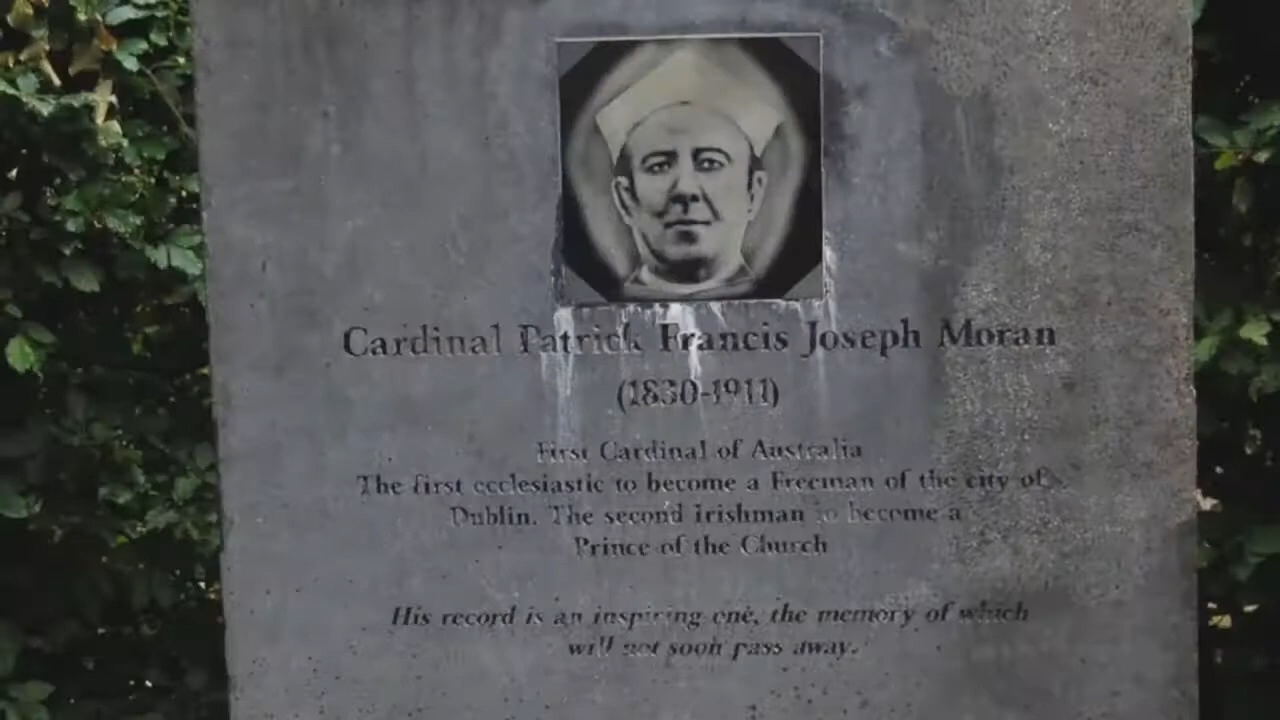 Cardinal Patrick Francis Joseph Moran
(1830-1911)
First Cardinal of Australia
The first ecclesiastic to become a Freeman of the city of
Dublin. The second irishman to become a
Prince of the Church
His record is an inspiring one, the memory of which
will not soon pass away.